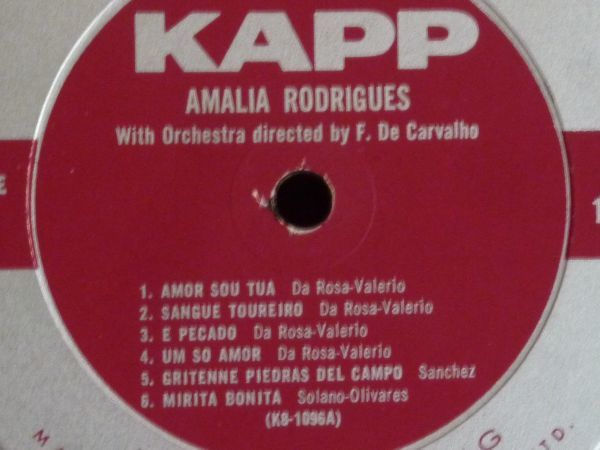 KAPP
AMALIA RODRIGUES
With Orchestra directed by F. De Carvalho
E
1
1. AMOR SOU TUA Da Rosa-Valerio
2. SANGUE TOUREIRO Da Rosa-Valerio
3. E PECADO Da Rosa-Valerio
4. UM SO AMOR Da Rosa-Valerio
5. GRITENNE PIEDRAS DEL CAMPO Sanchez
6. MIRITA BONITA Solano-Olivares
(K8-1096A)